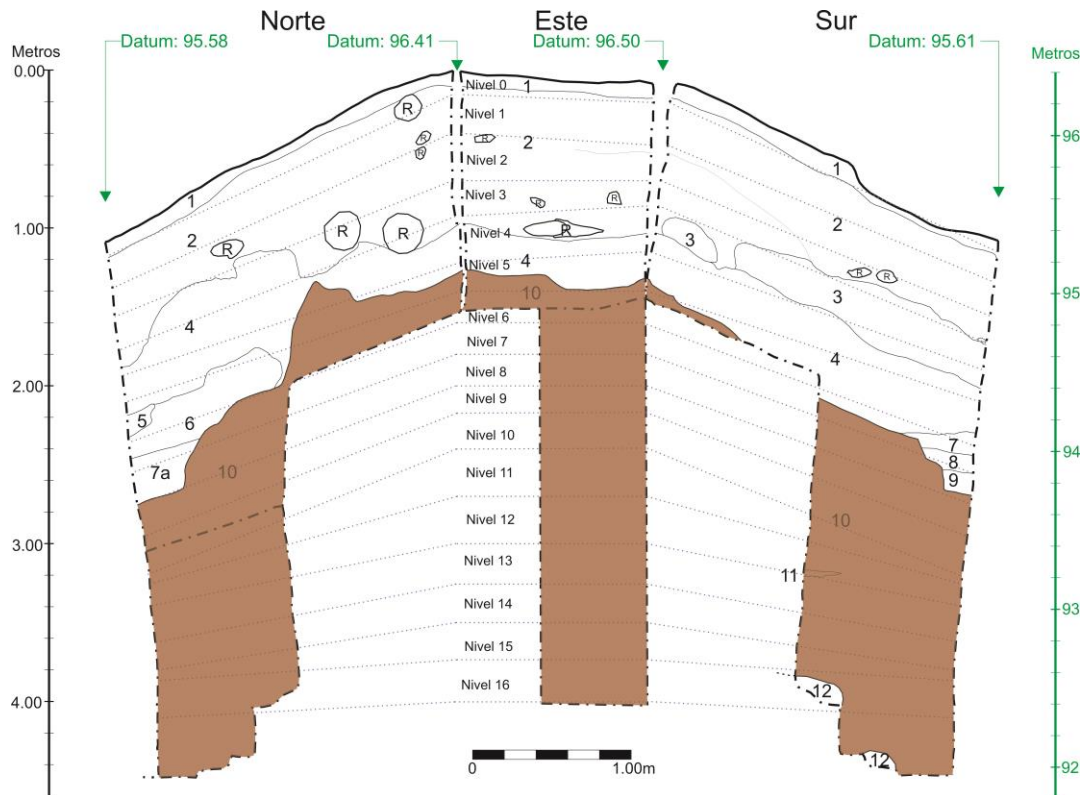 Norte Este Sur
Datum: 95.58 Datum: 96.41 Datum: 96.50 Datum: 95.61
Metros Metros
0.00
Nivel 0 1
R Nivel 1
96
R R 2
R Nivel 2
1 1
Nivel 3 R R
1.00
2 R R R Nivel 4 R 3 2
4 Nivel 5 R R
95
10 3
4 Nivel 6
Nivel 7 4
2.00
Nivel 8
Nivel 9
5 6
Nivel 10 7
94
7a 10 Nivel 11 8
9
Nivel 12 10
3.00
Nivel 13 11
93
Nivel 14
Nivel 15
Nivel 16 12
4.00
12
92
0 1.00m